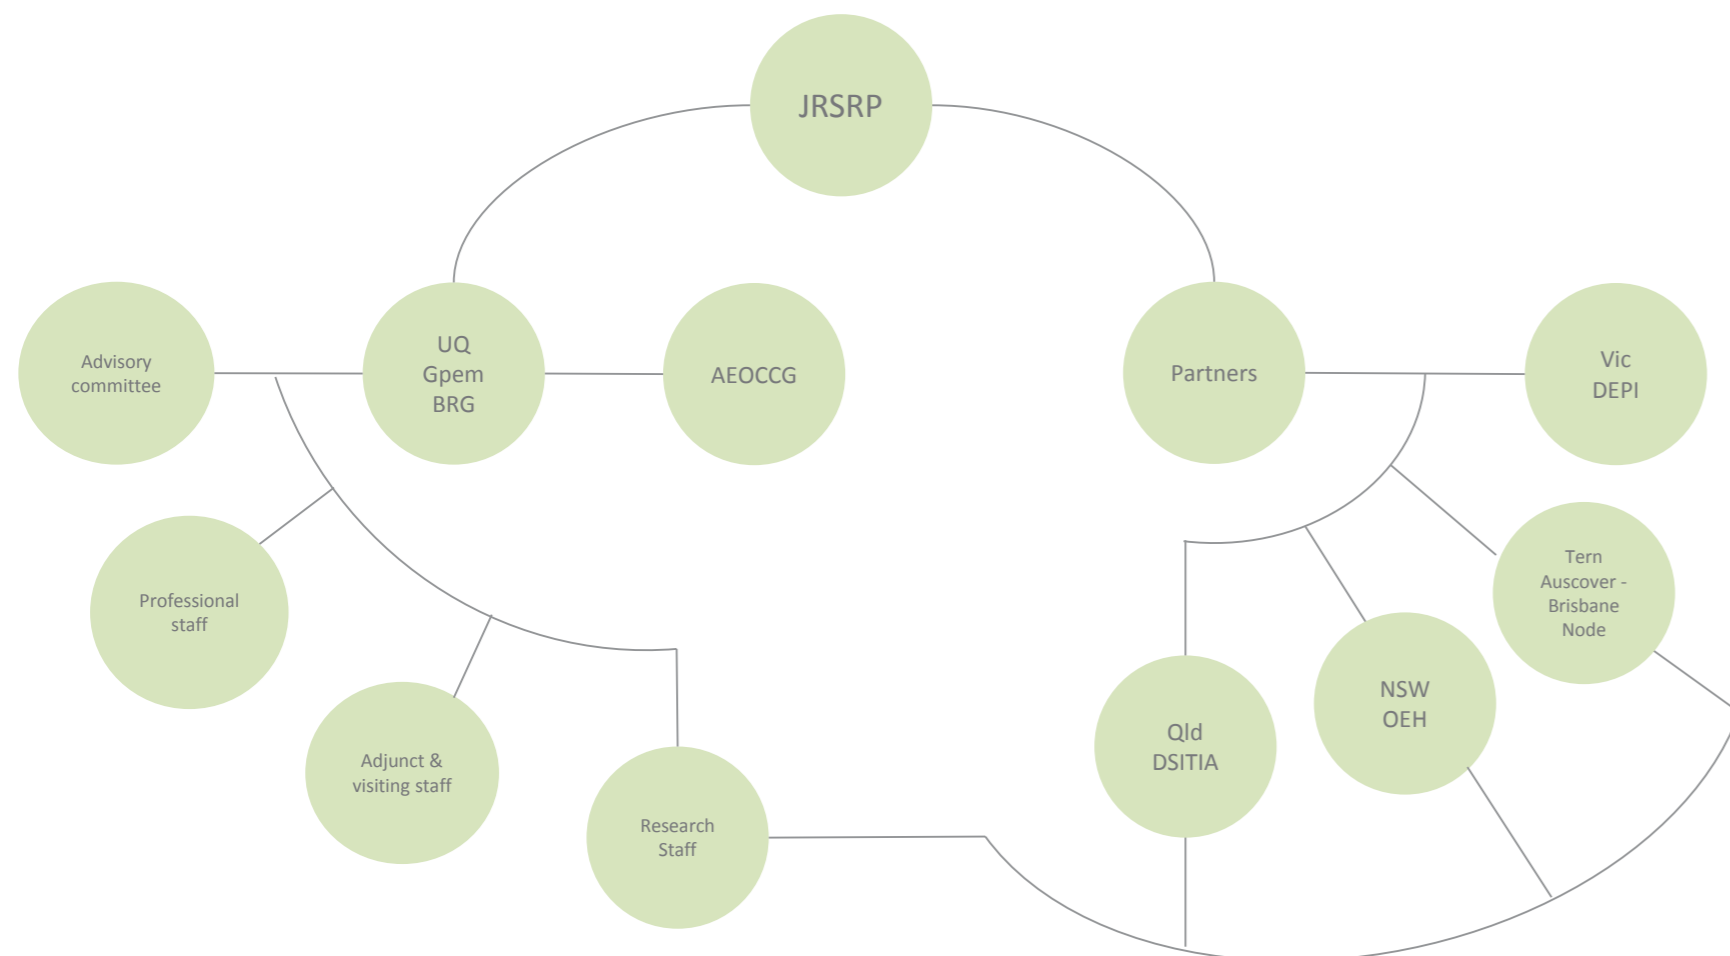 JRSRP
Advisory
committee
UQ
Gpem
BRG
AEOCCG
Partners
Vic
DEPI
Professional
staff
Adjunct &
visiting staff
Research
Staff
Qld
DSITIA
NSW
OEH
Tern
Auscover -
Brisbane
Node